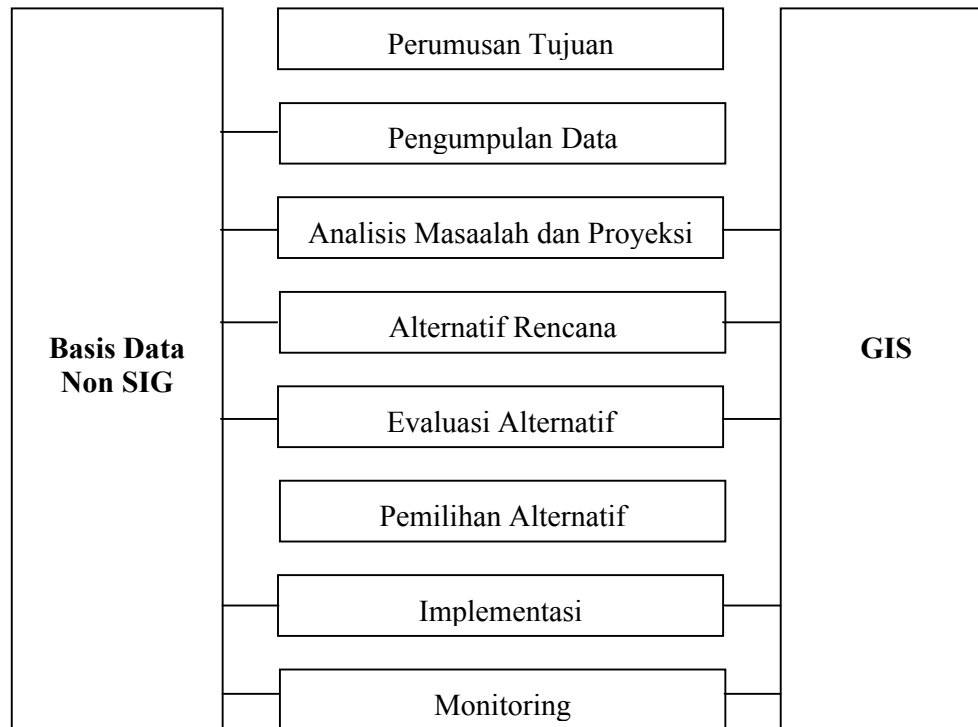 Perumusan Tujuan
Pengumpulan Data
Analisis Masaalah dan Proyeksi
Alternatif Rencana
Basis Data
Non SIG
GIS
Evaluasi Alternatif
Pemilihan Alternatif
Implementasi
Monitoring